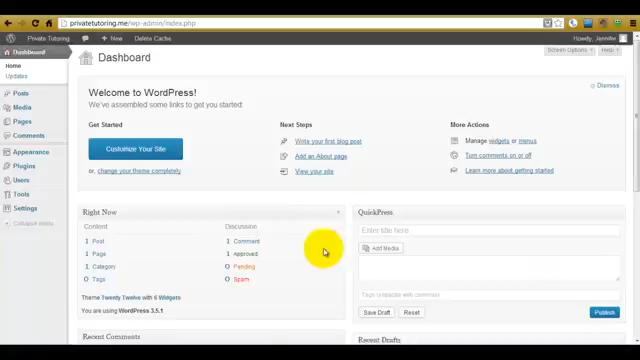 privatetutoring.me/wp-admin/index.php
Private Tutoring
+ New
Delete Cache
Howdy, Jennifer
Dashboard
Home
Updates
Posts
Media
Pages
Comments
Appearance
Plugins
Users
Tools
Settings
Collapse menu
Dashboard
Screen Options
Help
Welcome to WordPress!
We've assembled some links to get you started:
Dismiss
Get Started
Customize Your Site
or, change your theme completely
Next Steps
Write your first blog post
Add an About page
View your site
More Actions
Manage widgets or menus
Turn comments on or off
Learn more about getting started
Right Now
Content
1 Post
1 Page
1 Category
0 Tags
Discussion
1 Comment
1 Approved
0 Pending
0 Spam
Theme Twenty Twelve with 6 Widgets
You are using WordPress 3.5.1
QuickPress
Enter title here
Add Media
Tags (separate with commas)
Save Draft
Reset
Publish
Recent Comments
Recent Drafts